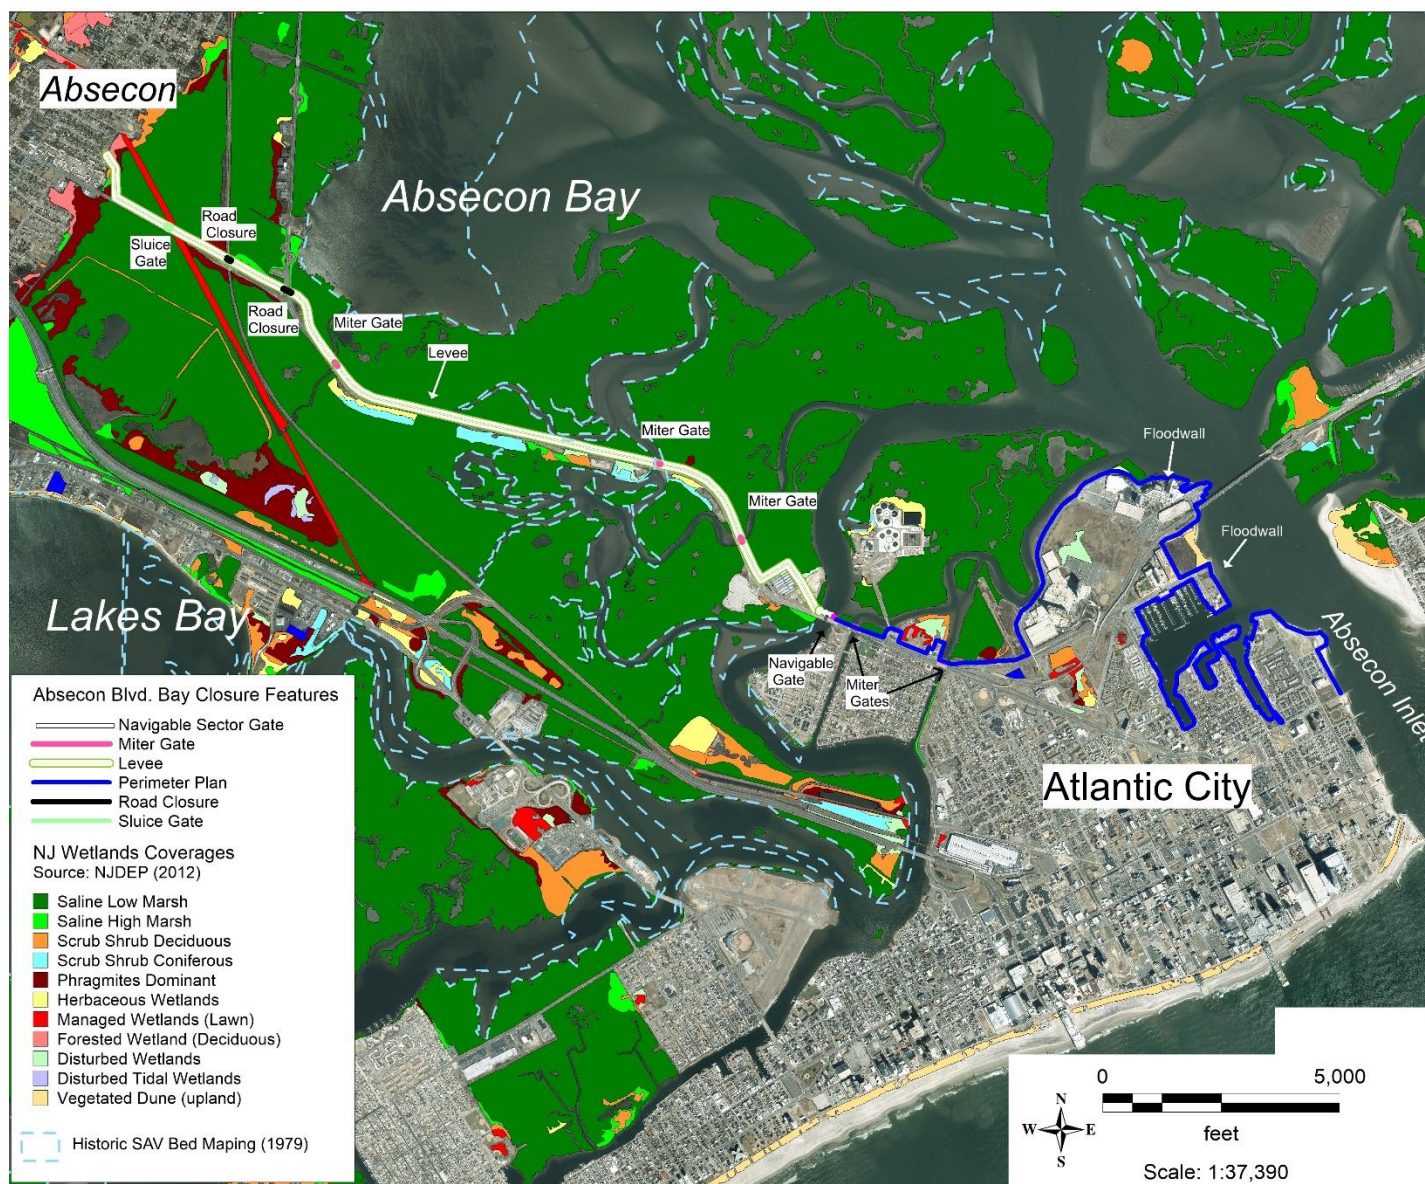 Absecon
Absecon Bay
Road
Closure
Sluice
Gate
Road
Closure
Miter Gate
Levee
Miter Gate
Floodwall
Miter Gate
Floodwall
Lakes Bay
Absecon Inlet
Navigable
Gate
Miter
Gates
Atlantic City
Absecon Blvd. Bay Closure Features
Navigable Sector Gate
Miter Gate
Levee
Perimeter Plan
Road Closure
Sluice Gate
NJ Wetlands Coverages
Source: NJDEP (2012)
Saline Low Marsh
Saline High Marsh
Scrub Shrub Deciduous
Scrub Shrub Coniferous
Phragmites Dominant
Herbaceous Wetlands
Managed Wetlands (Lawn)
Forested Wetland (Deciduous)
Disturbed Wetlands
Disturbed Tidal Wetlands
Vegetated Dune (upland)
Historic SAV Bed Maping (1979)
0 5,000
feet
N
W E
S
Scale: 1:37,390